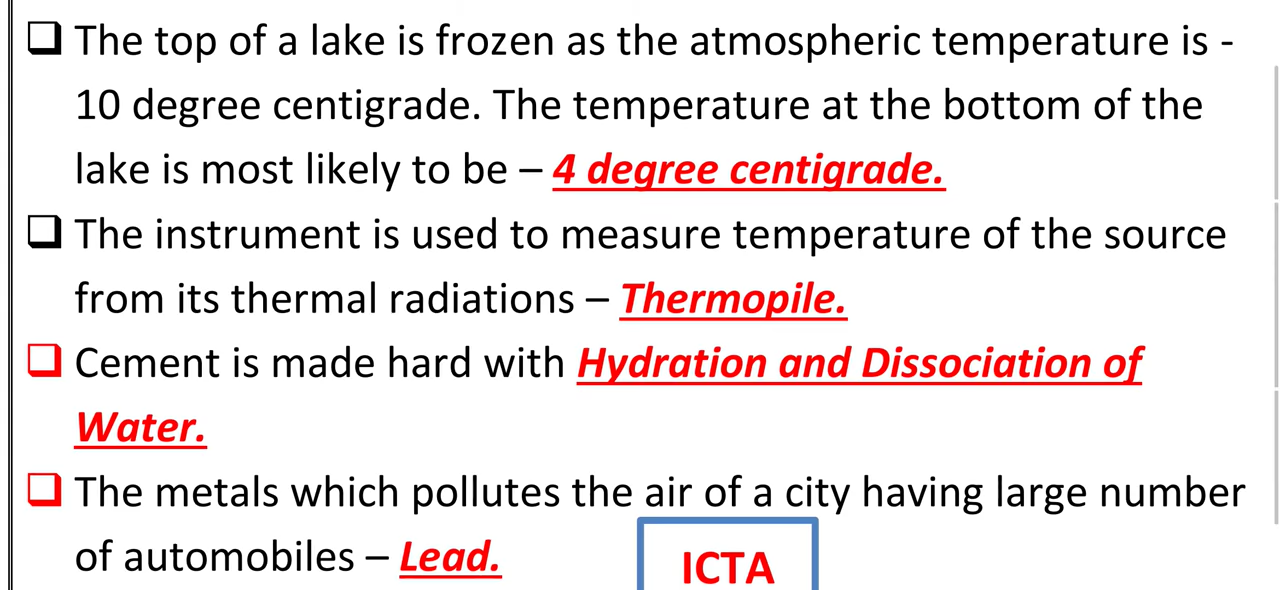 The top of a lake is frozen as the atmospheric temperature is -
10 degree centigrade. The temperature at the bottom of the
lake is most likely to be – 4 degree centigrade.
The instrument is used to measure temperature of the source
from its thermal radiations – Thermopile.
Cement is made hard with Hydration and Dissociation of
Water.
The metals which pollutes the air of a city having large number
of automobiles – Lead.
ICTA